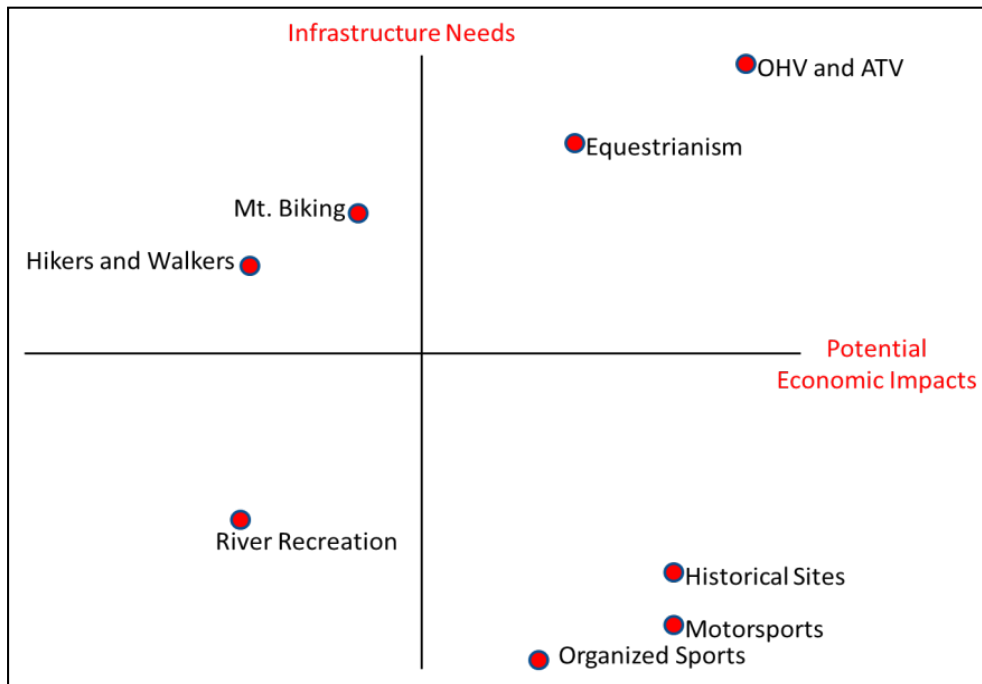 Infrastructure Needs
OHV and ATV
Equestrianism
Mt. Biking
Hikers and Walkers
Potential
Economic Impacts
River Recreation
Historical Sites
Motorsports
Organized Sports